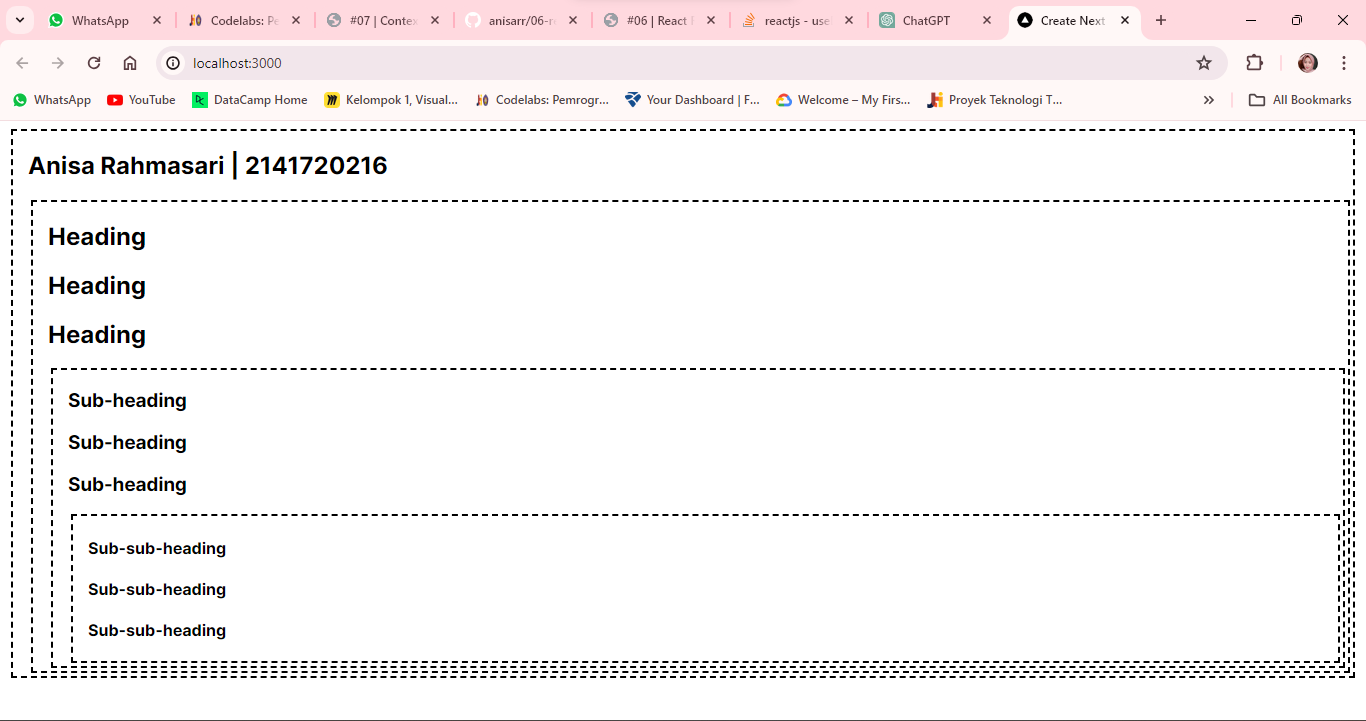 WhatsApp Codelabs: Pe #07 | Contex anisarr/06-r #06 | React reactjs - use ChatGPT Create Next
localhost:3000
WhatsApp YouTube DataCamp Home Kelompok 1, Visual... Codelabs: Pemrogr... Your Dashboard | F... Welcome – My Firs... Proyek Teknologi T... All Bookmarks
Anisa Rahmasari | 2141720216
Heading
Heading
Heading
Sub-heading
Sub-heading
Sub-heading
Sub-sub-heading
Sub-sub-heading
Sub-sub-heading